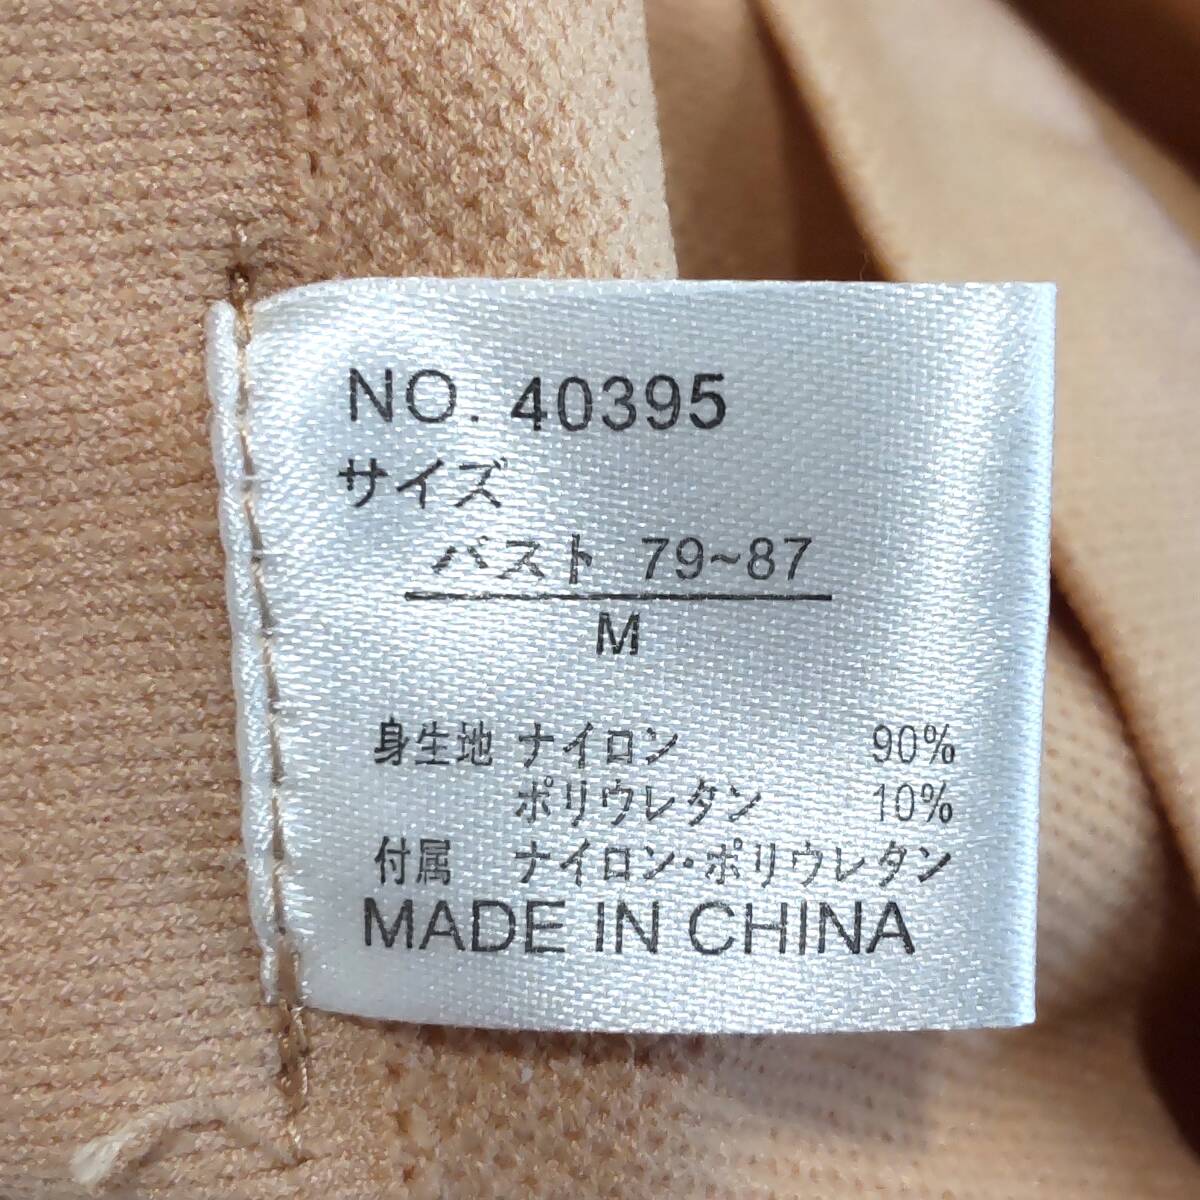 NO. 40395
サイズ
バスト 79~87
M
身生地 ナイロン 90%
ポリウレタン 10%
付属 ナイロン・ポリウレタン
MADE IN CHINA